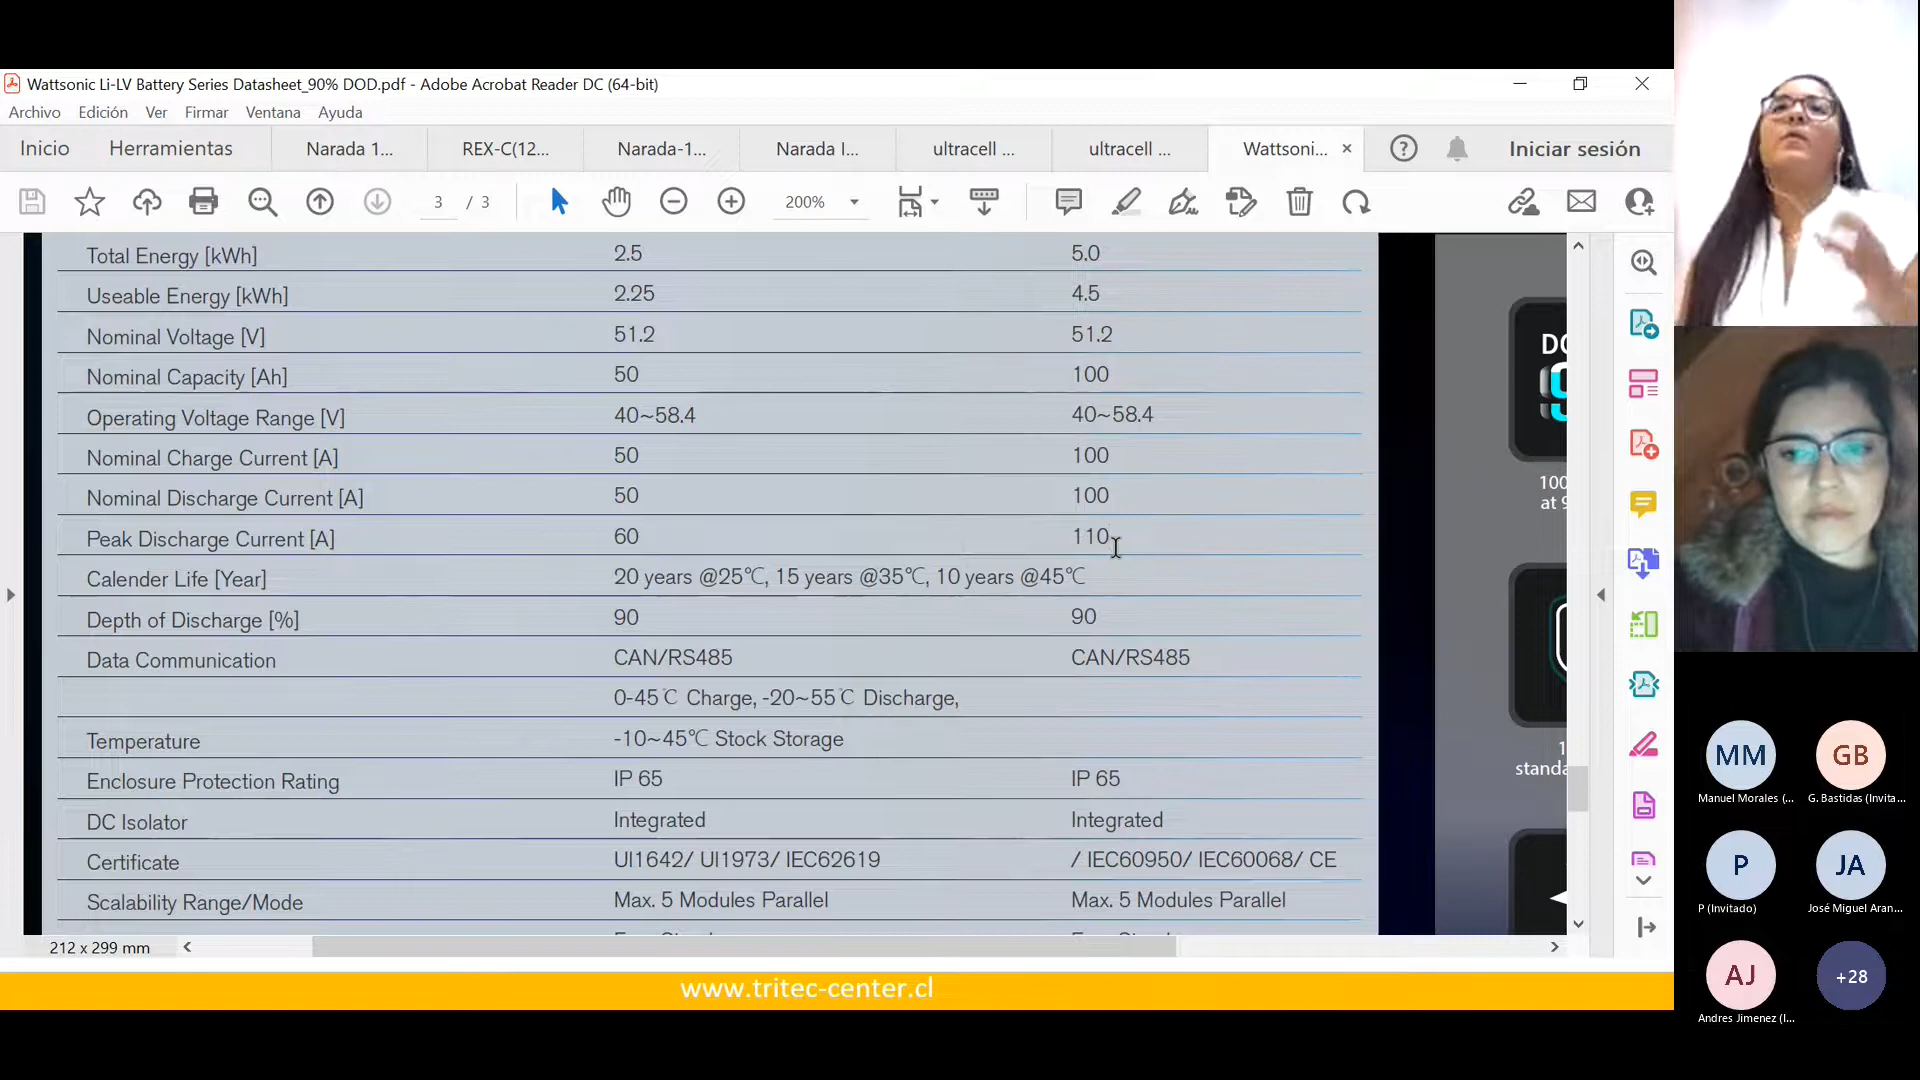 Wattsonic Li-LV Battery Series Datasheet_90% DOD.pdf - Adobe Acrobat Reader DC (64-bit)
Archivo Edición Ver Firmar Ventana Ayuda
Inicio Herramientas Narada 1... REX-C(12... Narada-1... Narada I... ultracell ... ultracell ... Wattsoni... × Iniciar sesión
3 / 3 200%
Total Energy [kWh] 2.5 5.0
Useable Energy [kWh] 2.25 4.5
Nominal Voltage [V] 51.2 51.2
Nominal Capacity [Ah] 50 100
Operating Voltage Range [V] 40~58.4 40~58.4
Nominal Charge Current [A] 50 100
Nominal Discharge Current [A] 50 100
Peak Discharge Current [A] 60 110
Calender Life [Year] 20 years @25℃, 15 years @35℃, 10 years @45℃
Depth of Discharge [%] 90 90
Data Communication CAN/RS485 CAN/RS485
0-45℃ Charge, -20~55℃ Discharge,
Temperature -10~45℃ Stock Storage
Enclosure Protection Rating IP 65 IP 65
DC Isolator Integrated Integrated
Certificate Ul1642/ Ul1973/ IEC62619 / IEC60950/ IEC60068/ CE
Scalability Range/Mode Max. 5 Modules Parallel Max. 5 Modules Parallel
212 x 299 mm
www.tritec-center.cl
MM GB
Manuel Morales (... G. Bastidas (Invita...
P JA
P (Invitado) José Miguel Aran...
AJ +28
Andres Jimenez (I...